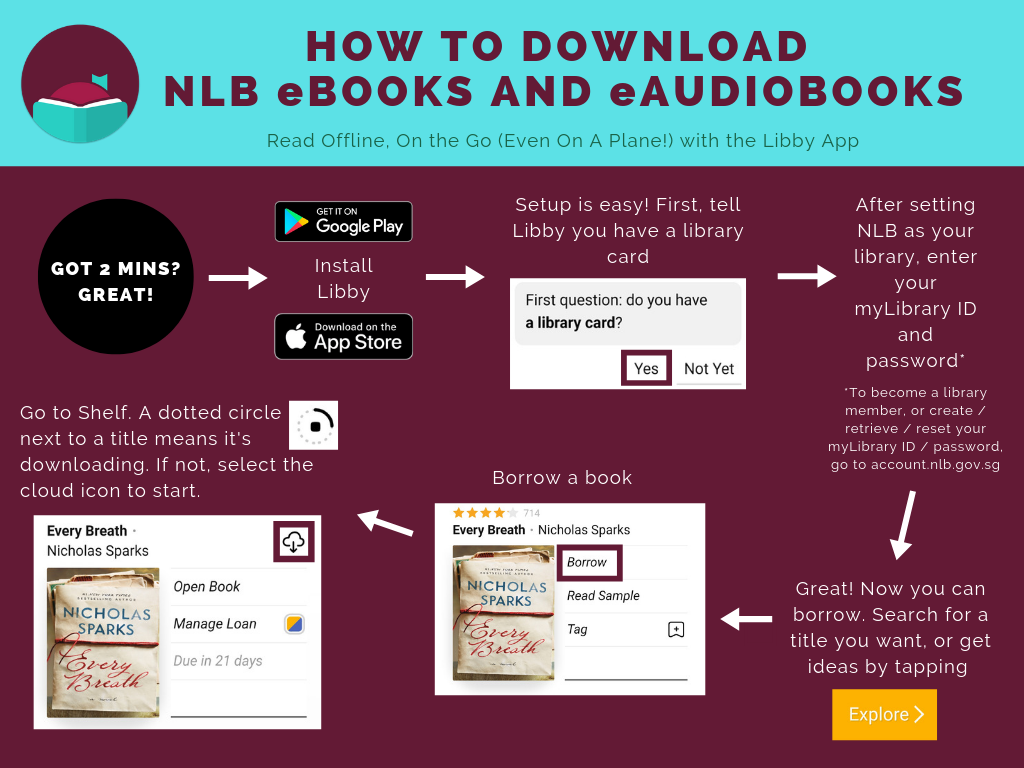 HOW TO DOWNLOAD
NLB eBOOKS AND eAUDIOBOOKS
Read Offline, On the Go (Even On A Plane!) with the Libby App
GOT 2 MINS?
GREAT!
GET IT ON
Google Play
Install
Libby
Download on the
App Store
Setup is easy! First, tell
Libby you have a library
card
First question: do you have
a library card?
Yes
Not Yet
After setting
NLB as your
library, enter
your
myLibrary ID
and
password*
*To become a library
member, or create /
retrieve / reset your
myLibrary ID / password,
go to account.nlb.gov.sg
Great! Now you can
borrow. Search for a
title you want, or get
ideas by tapping
Explore
Borrow a book
714
Every Breath · Nicholas Sparks
NICHOLAS
SPARKS
Every
Breath
Borrow
Read Sample
Tag
Go to Shelf. A dotted circle
next to a title means it's
downloading. If not, select the
cloud icon to start.
Every Breath ·
Nicholas Sparks
NICHOLAS
SPARKS
Every
Breath
Open Book
Manage Loan
Due in 21 days